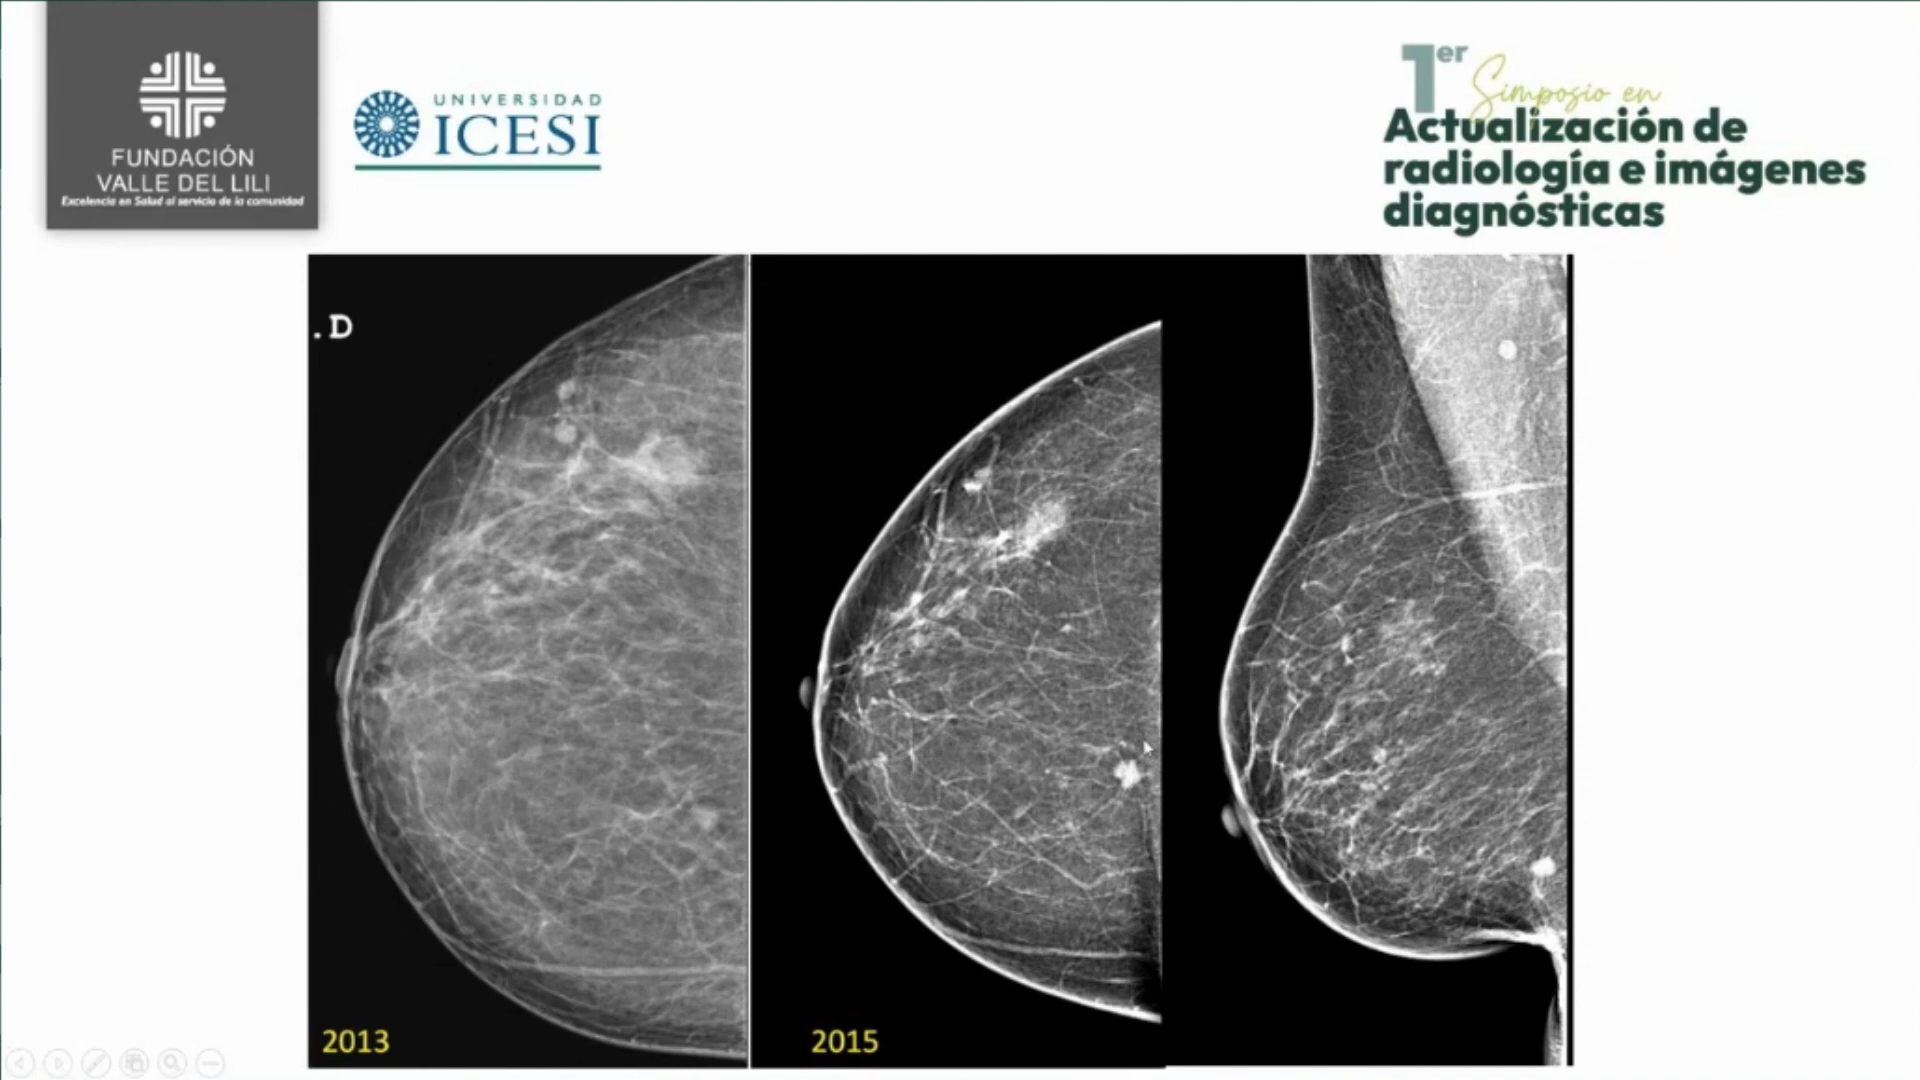 FUNDACIÓN
VALLE DEL LILI
Excelencia en Salud al servicio de la comunidad
UNIVERSIDAD
ICESI
1er
Simposio en
Actualización de
radiología e imágenes
diagnósticas
.D
2013
2015